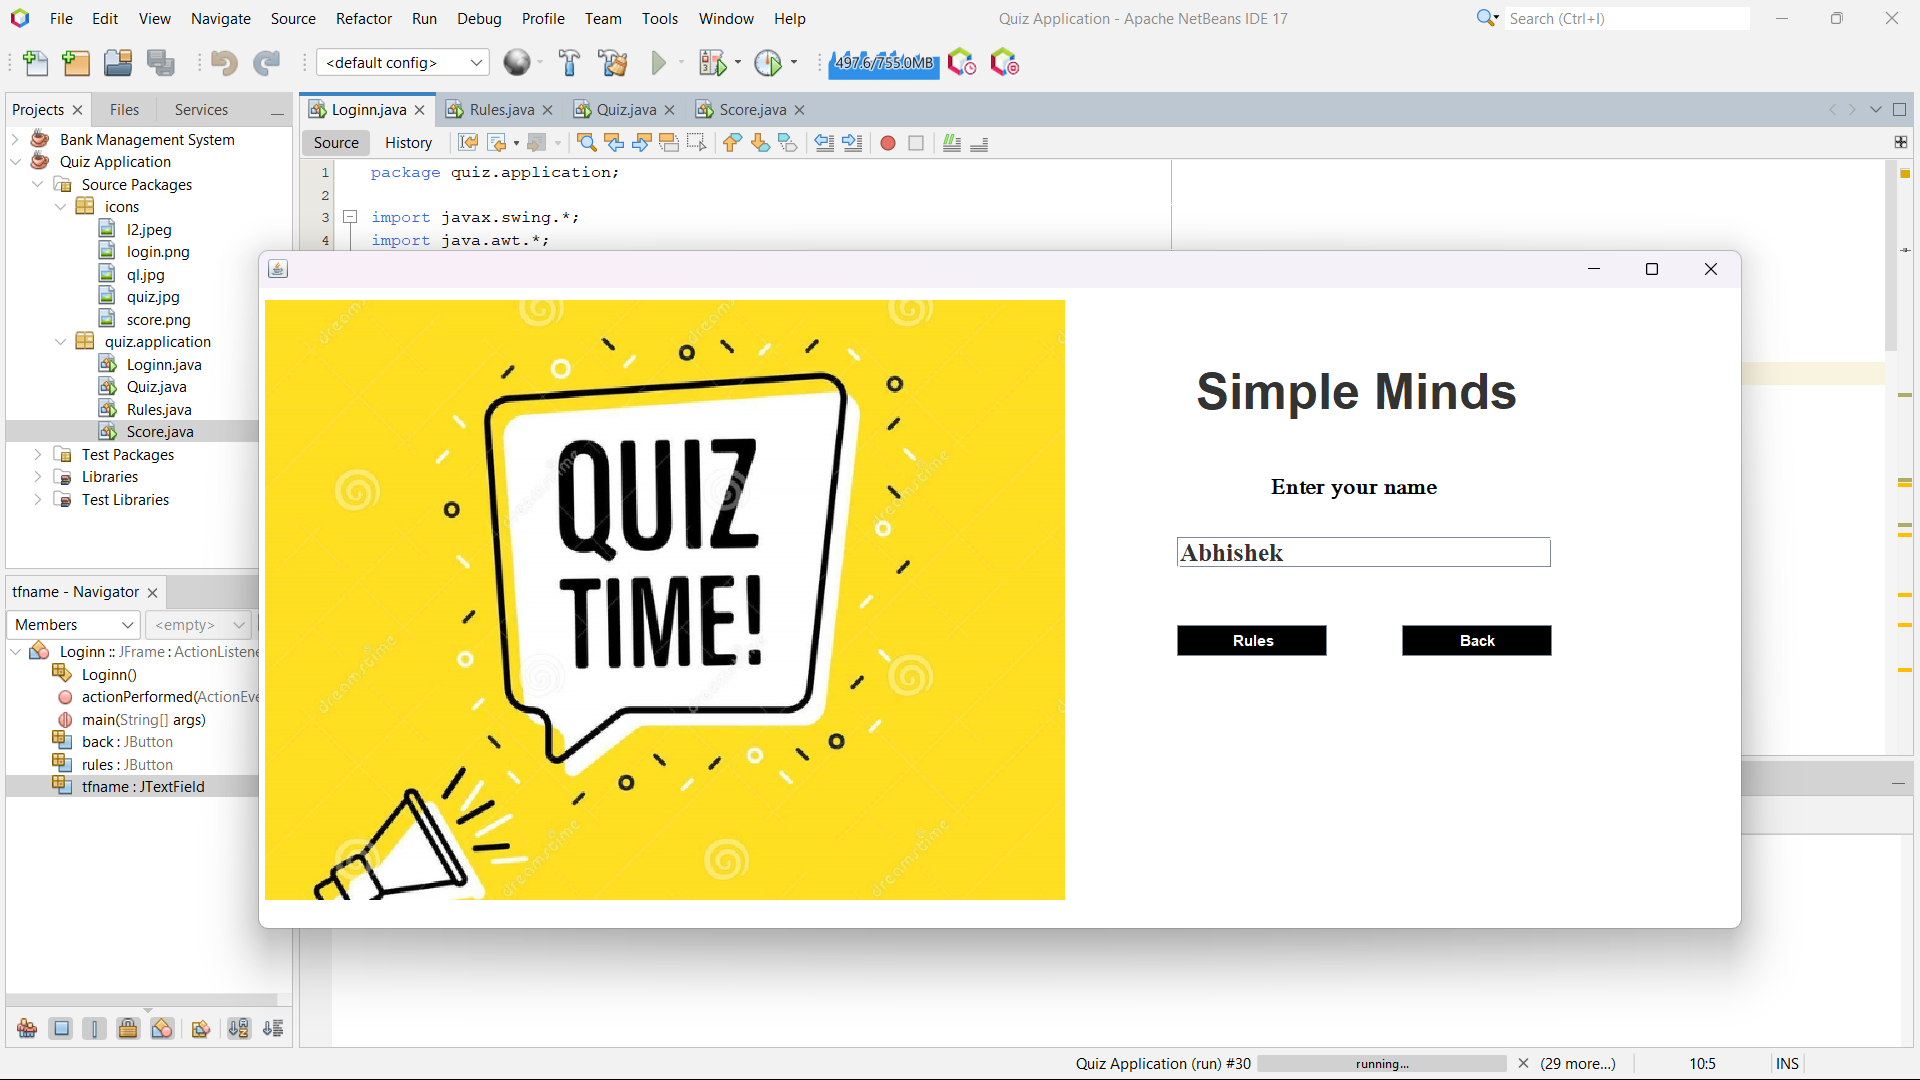 File Edit View Navigate Source Refactor Run Debug Profile Team Tools Window Help
Quiz Application - Apache NetBeans IDE 17
Search (Ctrl+I)
<default config>
497.6/755.0MB
Projects Files Services
Loginn.java Rules.java Quiz.java Score.java
Source History
Bank Management System
Quiz Application
Source Packages
icons
l2.jpeg
login.png
ql.jpg
quiz.jpg
score.png
quiz.application
Loginn.java
Quiz.java
Rules.java
Score.java
Test Packages
Libraries
Test Libraries
1 package quiz.application;
2
3 import javax.swing.*;
4 import java.awt.*;
QUIZ
TIME!
dreamstime
Simple Minds
Enter your name
Abhishek
Rules Back
tfname - Navigator
Members <empty>
Loginn :: JFrame : ActionListene
Loginn()
actionPerformed(ActionEve
main(String[] args)
back : JButton
rules : JButton
tfname : JTextField
Quiz Application (run) #30 running... (29 more...) 10:5 INS